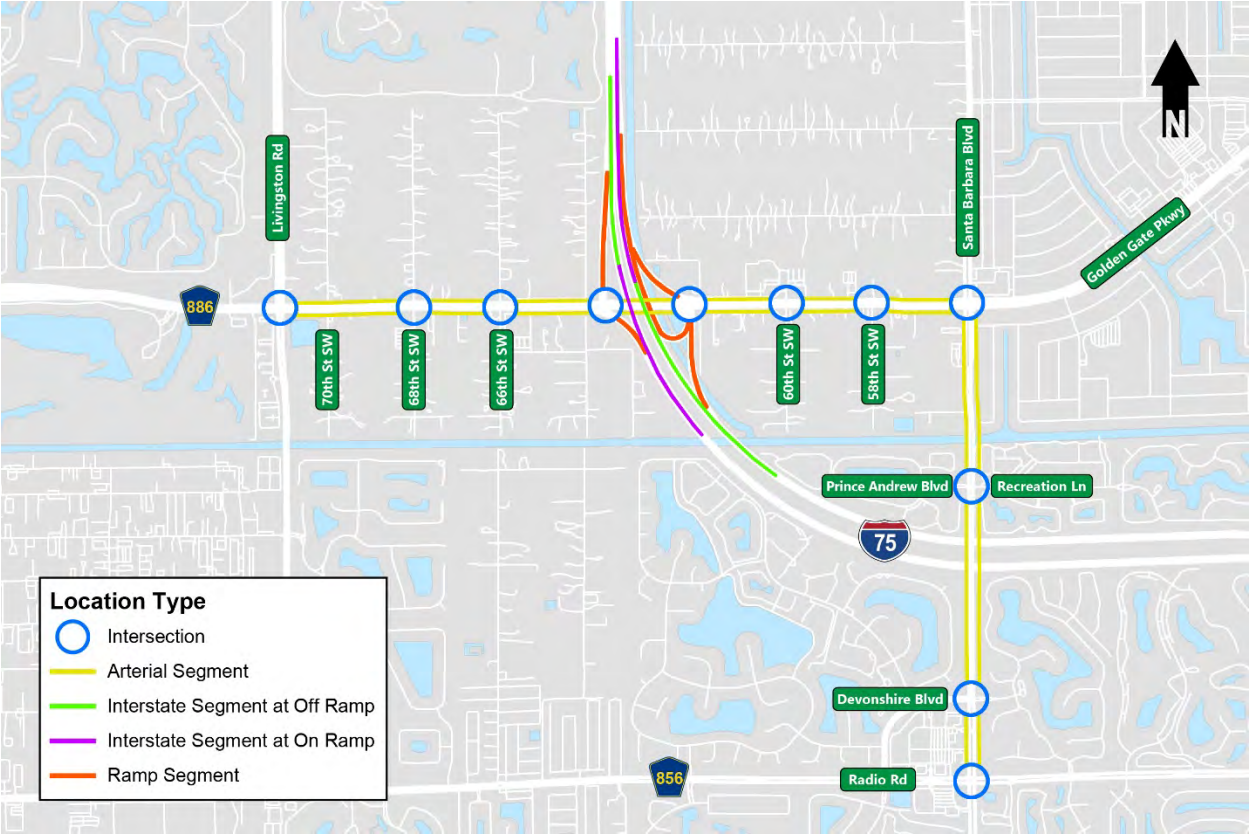 N
Livingston Rd
Santa Barbara Blvd
Golden Gate Pkwy
886
70th St SW
68th St SW
66th St SW
60th St SW
58th St SW
Prince Andrew Blvd
Recreation Ln
75
Location Type
Intersection
Arterial Segment
Interstate Segment at Off Ramp
Interstate Segment at On Ramp
Ramp Segment
Devonshire Blvd
856
Radio Rd